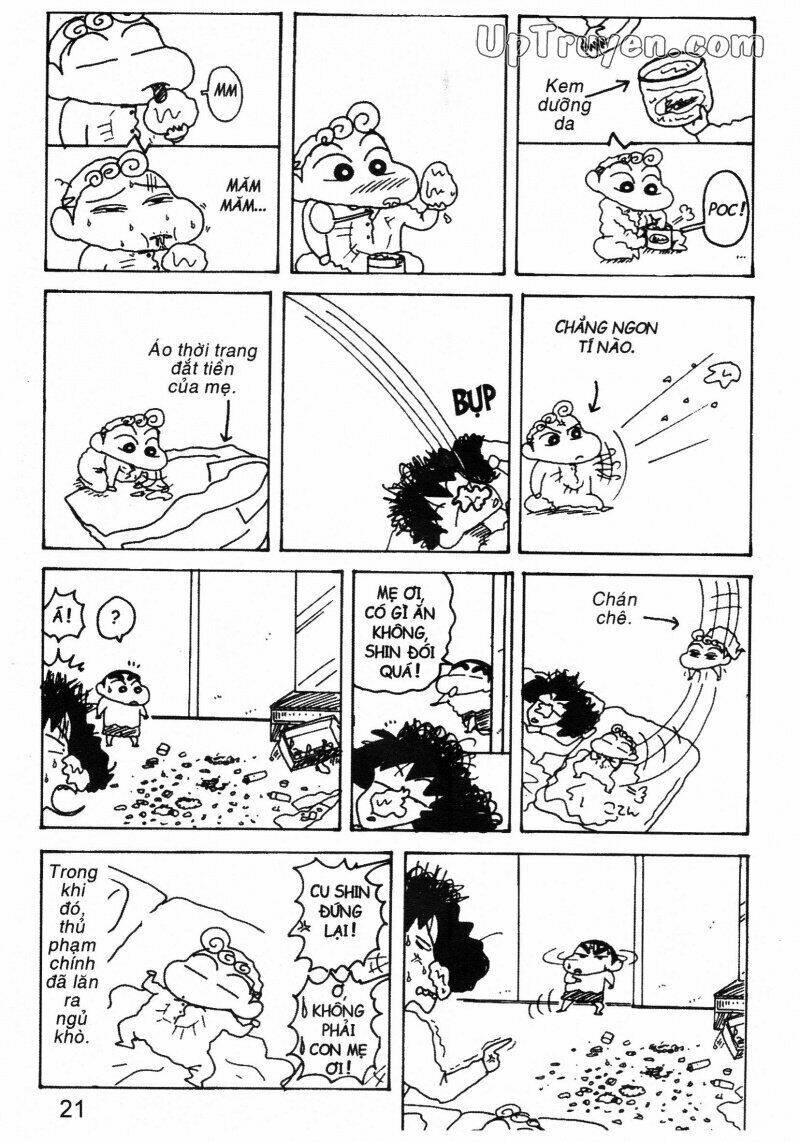 UpTruyen.com
Kem
dưỡng
da
POC!
...
MM
MĂM
MĂM...
CHẲNG NGON
TÍ NÀO.
BỤP
Áo thời trang
đắt tiền
của mẹ.
Chán
chê.
MẸ ƠI,
CÓ GÌ ĂN
KHÔNG,
SHIN ĐÓI
QUÁ!
?
Á!
CU SHIN
ĐỨNG
LẠI!
Ơ,
KHÔNG
PHẢI
CON MẸ
ƠI!
Trong
khi
đó,
thủ
phạm
chính
đã lăn
ra
ngủ
khò.
21